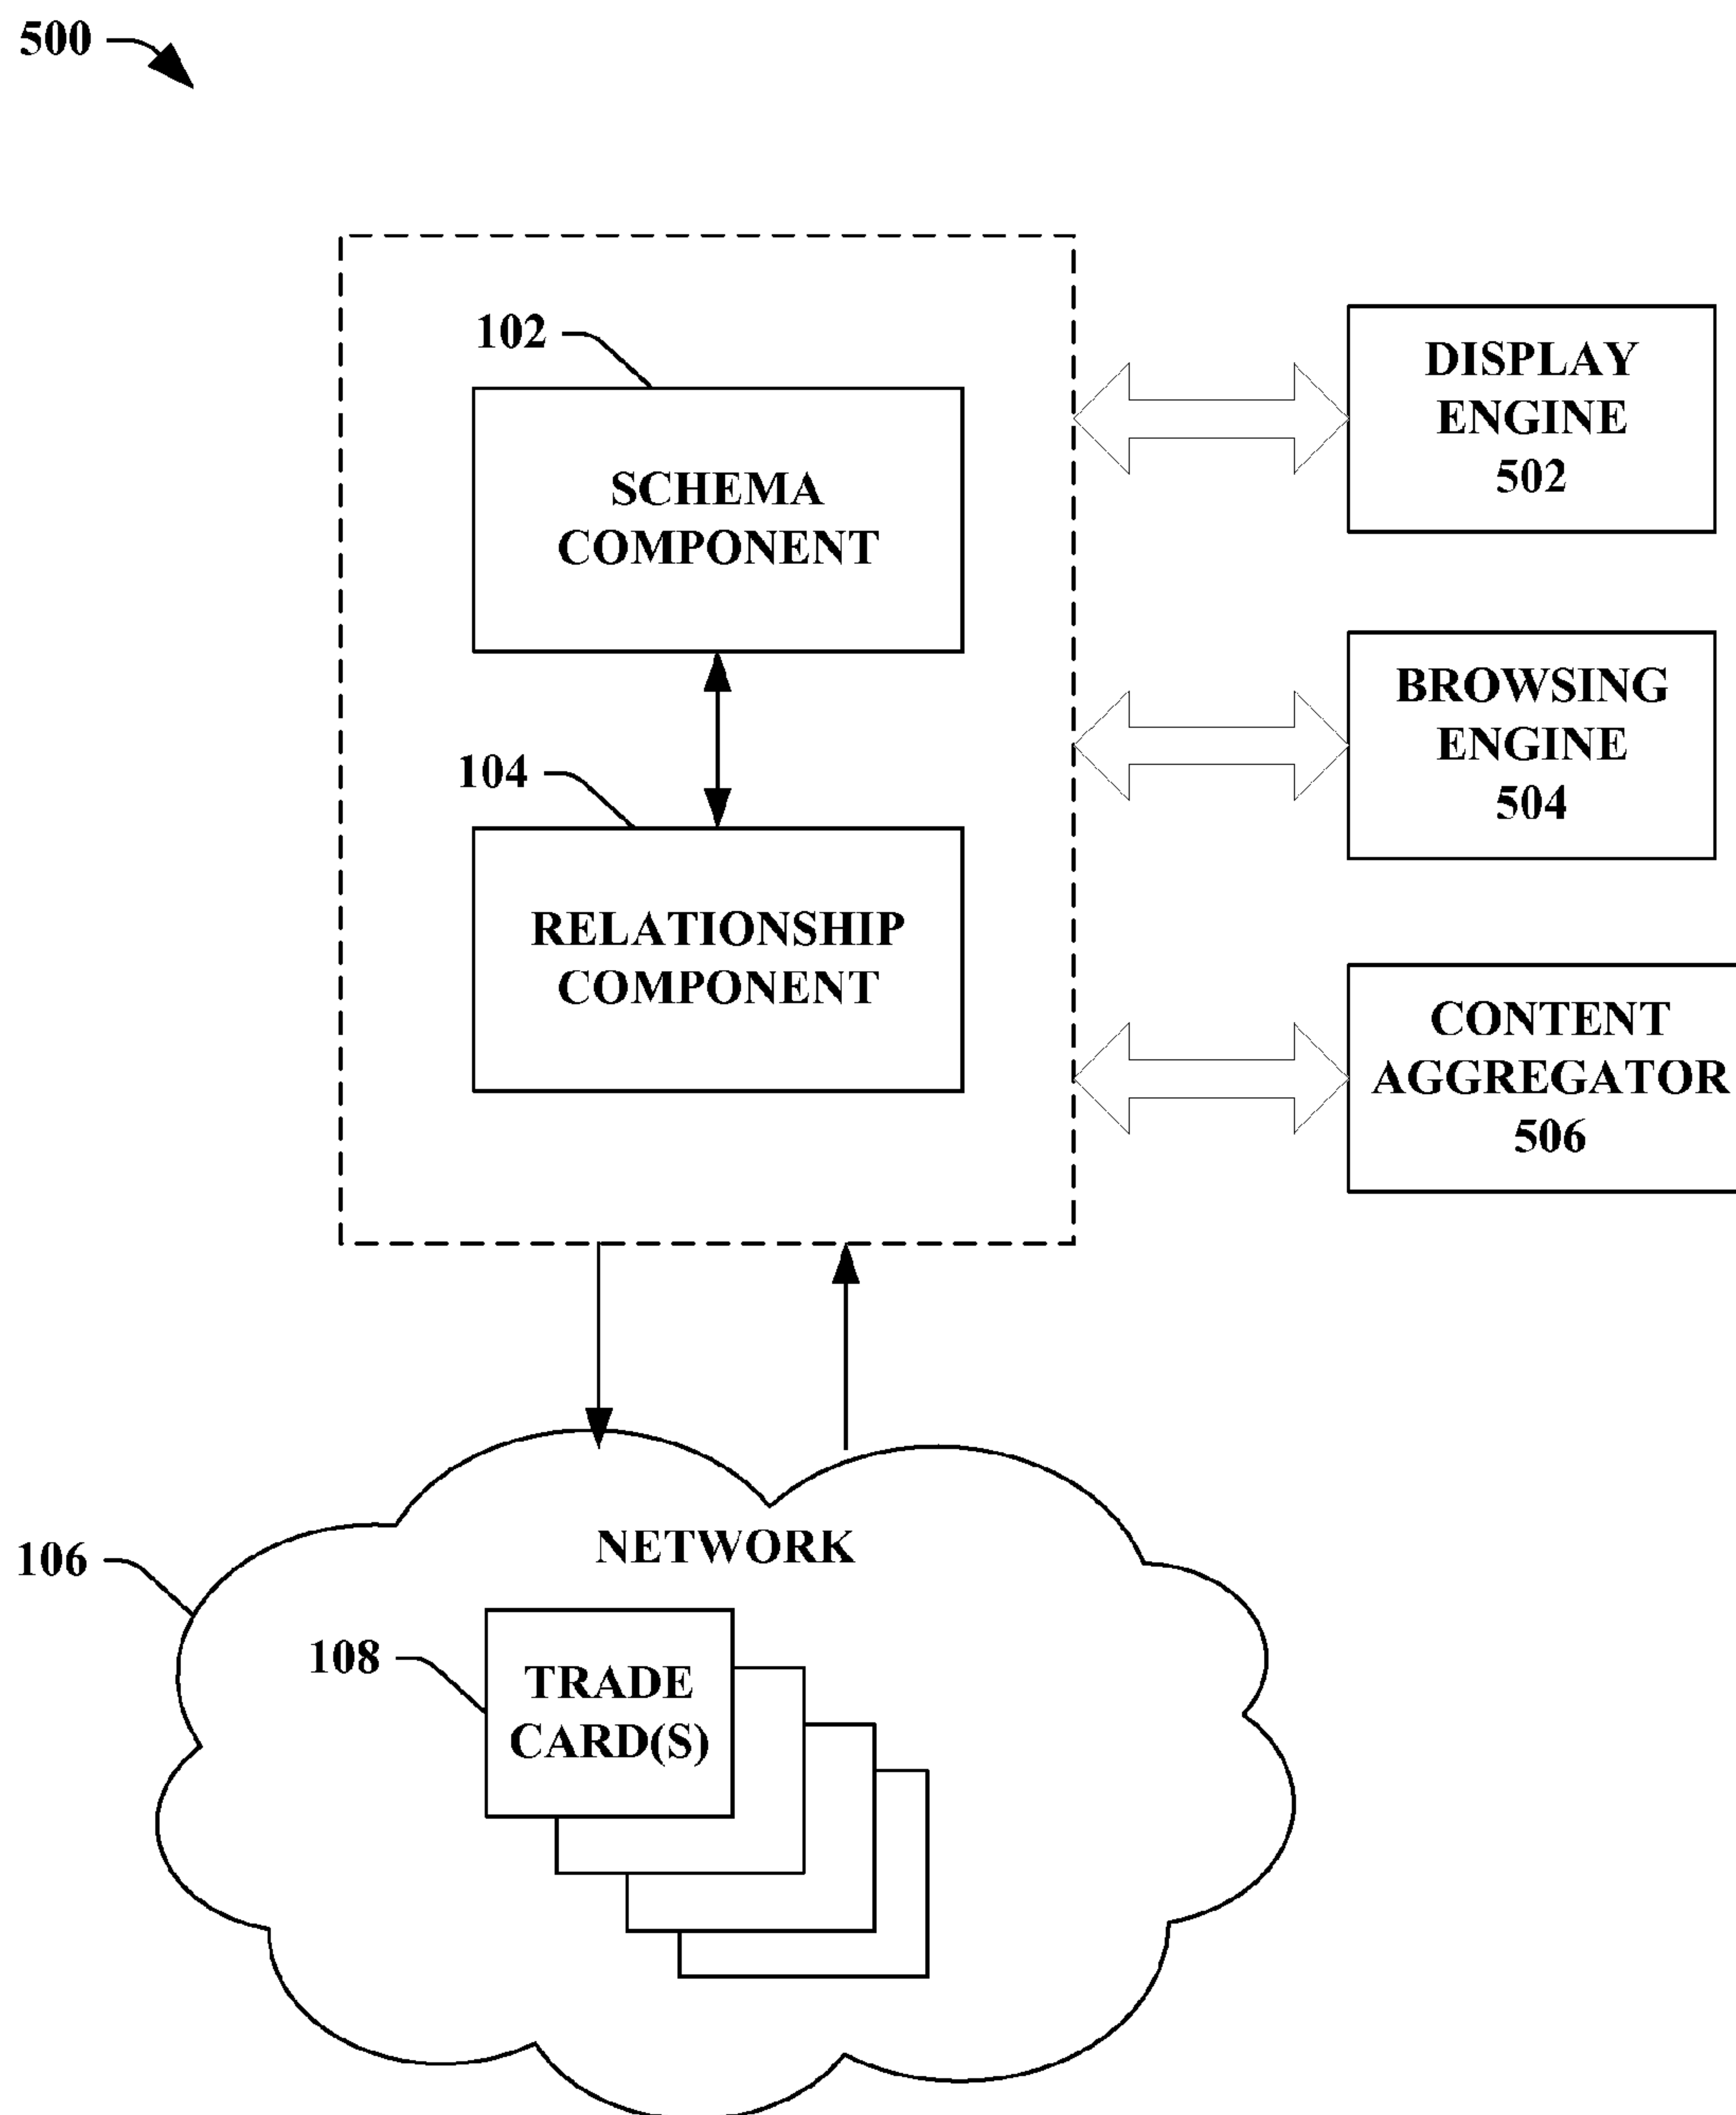 500
102
SCHEMA
COMPONENT
104
RELATIONSHIP
COMPONENT
DISPLAY
ENGINE
502
BROWSING
ENGINE
504
CONTENT
AGGREGATOR
506
106
NETWORK
108
TRADE
CARD(S)